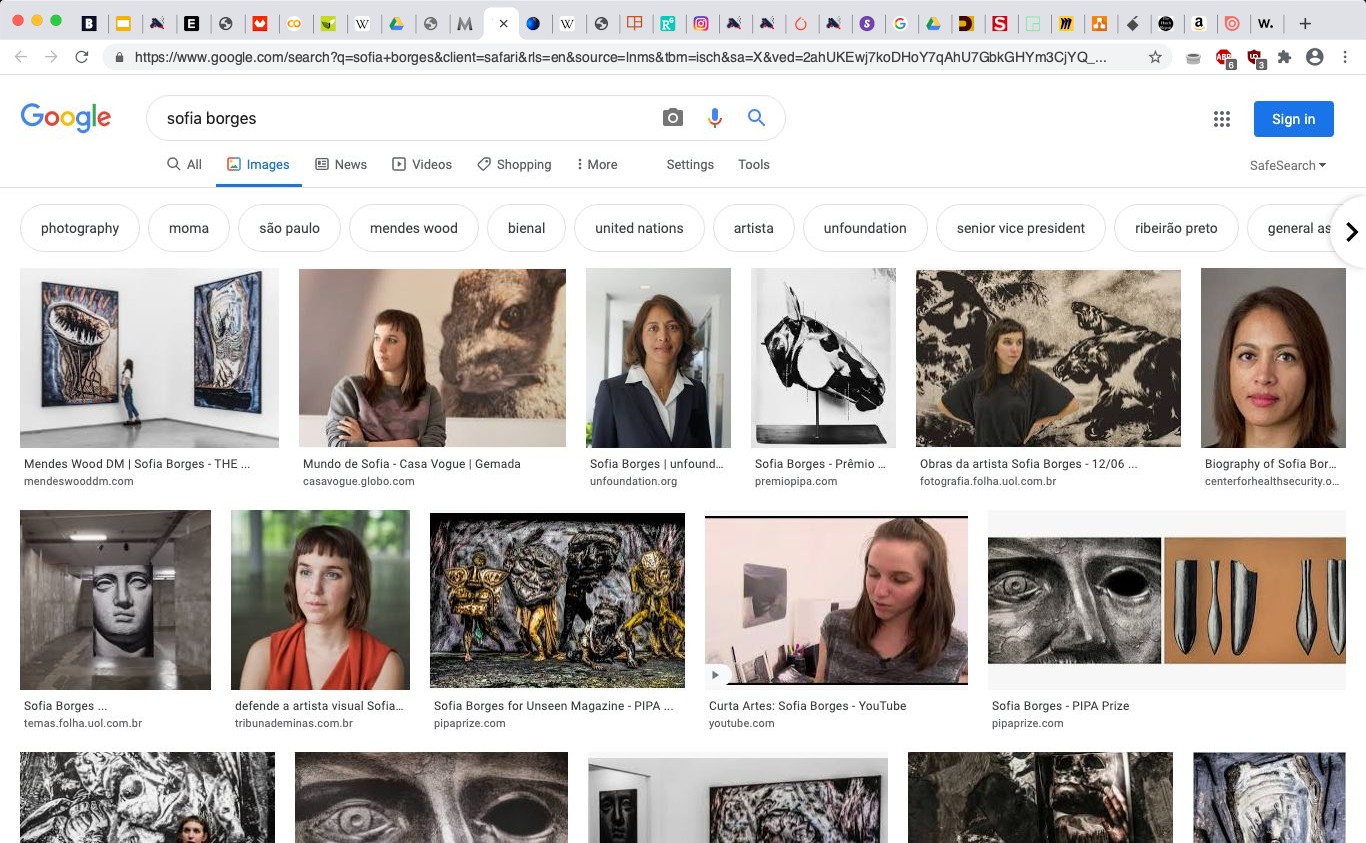 B
E
W
M
W
R
S
G
S
m
a
w.
https://www.google.com/search?q=sofia+borges&client=safari&rls=en&source=lnms&tbm=isch&sa=X&ved=2ahUKEwj7koDHoY7qAhU7GbkGHYm3CjYQ_...
ABP
6
3
Google
sofia borges
Sign in
All
Images
News
Videos
Shopping
More
Settings
Tools
SafeSearch
photography
moma
são paulo
mendes wood
bienal
united nations
artista
unfoundation
senior vice president
ribeirão preto
general as
Mendes Wood DM | Sofia Borges - THE ...
mendeswooddm.com
Mundo de Sofia - Casa Vogue | Gemada
casavogue.globo.com
Sofia Borges | unfound...
unfoundation.org
Sofia Borges - Prêmio ...
premiopipa.com
Obras da artista Sofia Borges - 12/06 ...
fotografia.folha.uol.com.br
Biography of Sofia Bor...
centerforhealthsecurity.o...
Sofia Borges ...
temas.folha.uol.com.br
defende a artista visual Sofia...
tribunademinas.com.br
Sofia Borges for Unseen Magazine - PIPA ...
pipaprize.com
Curta Artes: Sofia Borges - YouTube
youtube.com
Sofia Borges - PIPA Prize
pipaprize.com